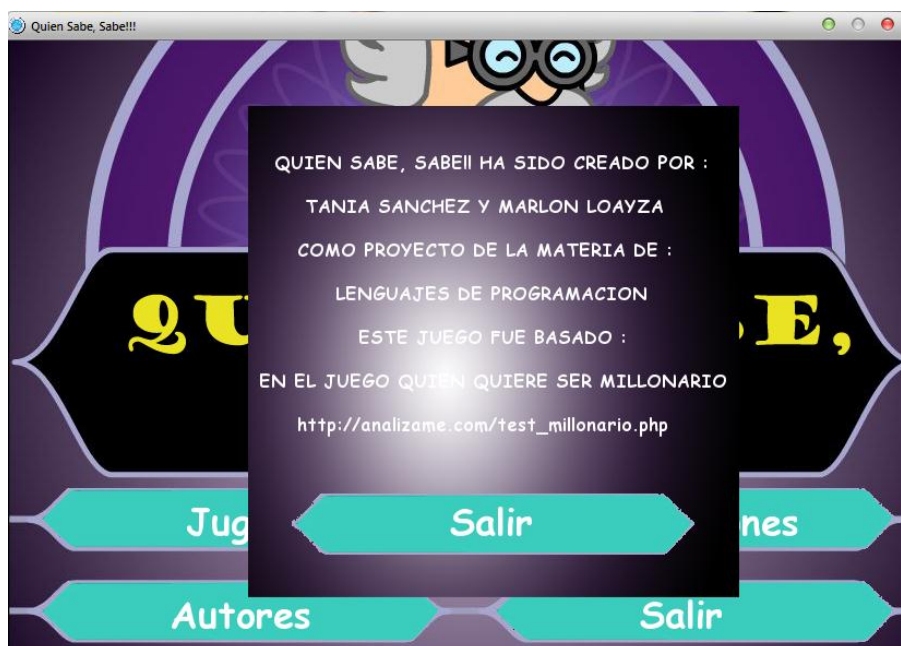 Quien Sabe, Sabe!!!
QUIEN SABE, SABE!! HA SIDO CREADO POR :
TANIA SANCHEZ Y MARLON LOAYZA
COMO PROYECTO DE LA MATERIA DE :
LENGUAJES DE PROGRAMACION
ESTE JUEGO FUE BASADO :
EN EL JUEGO QUIEN QUIERE SER MILLONARIO
http://analizame.com/test_millonario.php
Salir
Autores
Salir